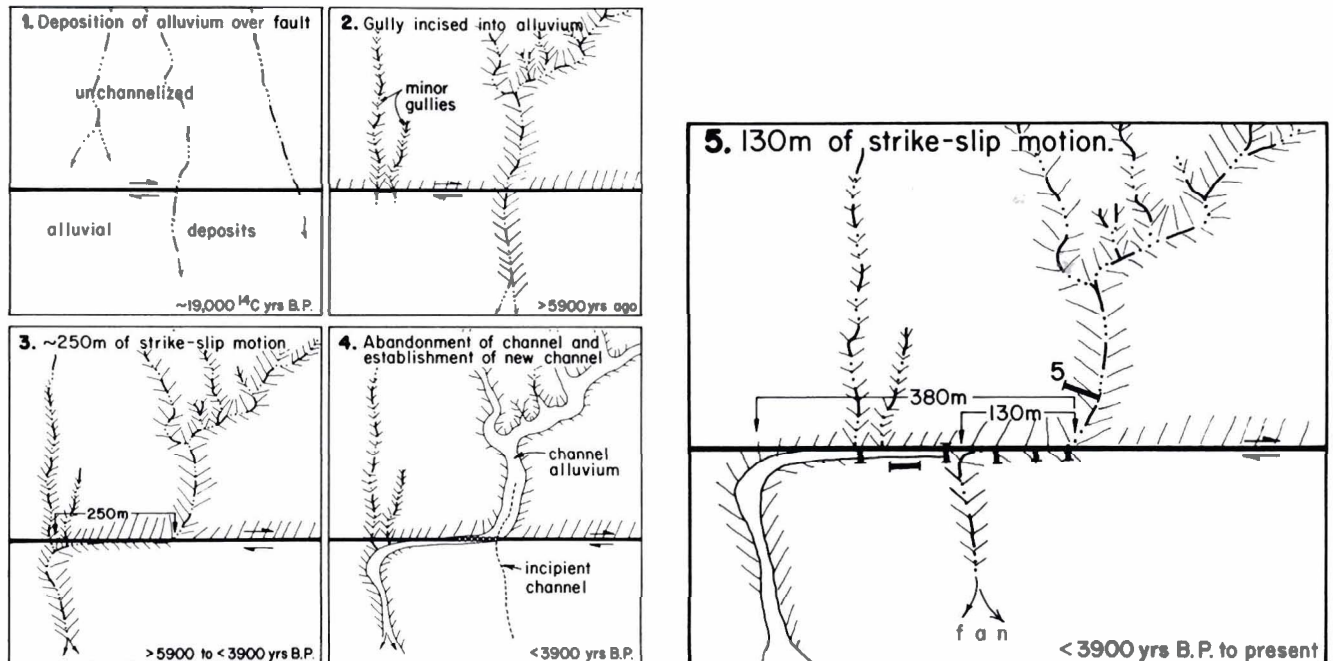 1. Deposition of alluvium over fault
unchannelized
alluvial deposits
~19,000 ¹⁴C yrs B.P.
2. Gully incised into alluvium
minor
gullies
>5900 yrs ago
3. ~250m of strike-slip motion
250m
>5900 to <3900 yrs B.P.
4. Abandonment of channel and
establishment of new channel
channel
alluvium
incipient
channel
<3900 yrs B.P.
5. 130m of strike-slip motion.
5
380m
130m
fan
<3900 yrs B.P. to present